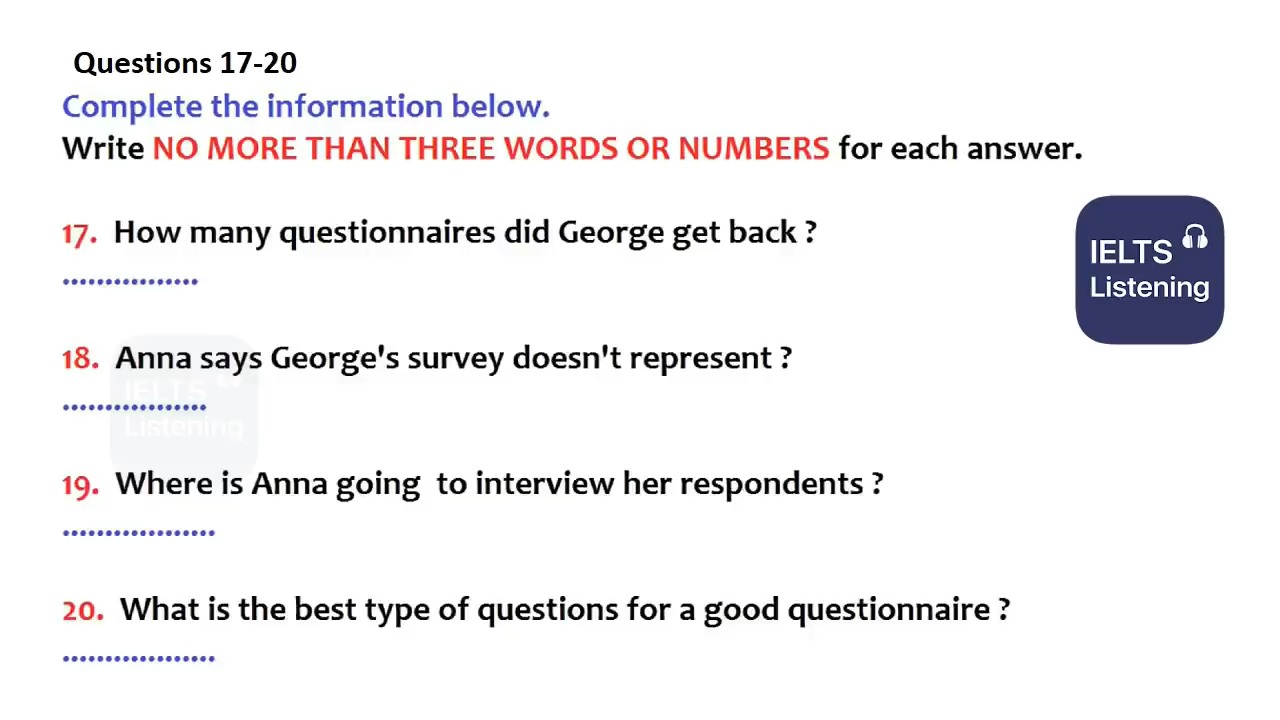 Questions 17-20
Complete the information below.
Write NO MORE THAN THREE WORDS OR NUMBERS for each answer.
17. How many questionnaires did George get back ?
................
IELTS
Listening
18. Anna says George's survey doesn't represent ?
.................
IELTS
Listening
19. Where is Anna going to interview her respondents ?
..................
20. What is the best type of questions for a good questionnaire ?
..................